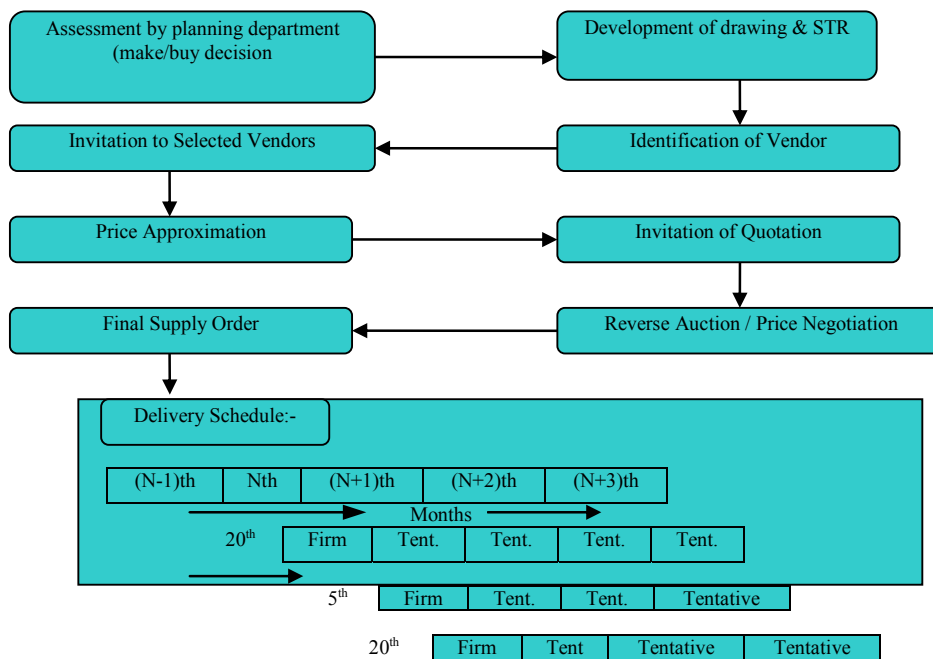 Assessment by planning department
(make/buy decision
Development of drawing & STR
Invitation to Selected Vendors
Identification of Vendor
Price Approximation
Invitation of Quotation
Final Supply Order
Reverse Auction / Price Negotiation
Delivery Schedule:-
(N-1)th Nth (N+1)th (N+2)th (N+3)th
Months
20th Firm Tent. Tent. Tent. Tent.
5th Firm Tent. Tent. Tentative
20th Firm Tent Tentative Tentative